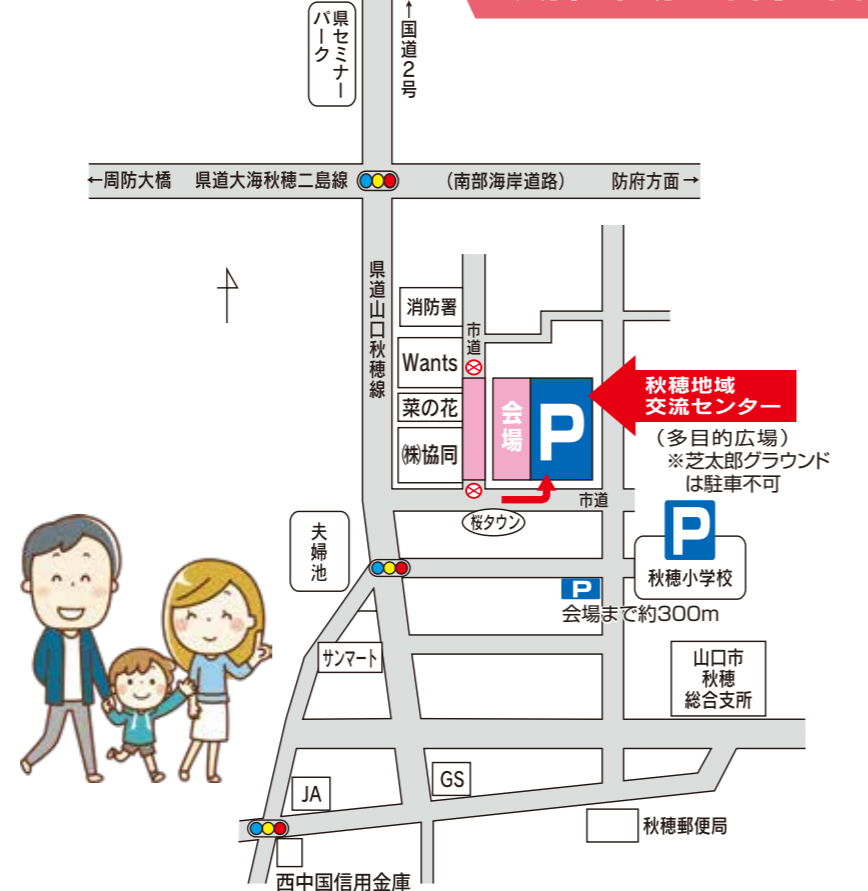 県セミナー
パーク
↑国道2号
←周防大橋
県道大海秋穂二島線
(南部海岸道路)
防府方面→
県道山口秋穂線
消防署
市道
Wants
菜の花
㈱協同
会場
P
秋穂地域
交流センター
(多目的広場)
※芝太郎グラウンド
は駐車不可
市道
桜タウン
夫婦池
P
秋穂小学校
P
会場まで約300m
サンマート
山口市
秋穂
総合支所
JA
GS
秋穂郵便局
西中国信用金庫